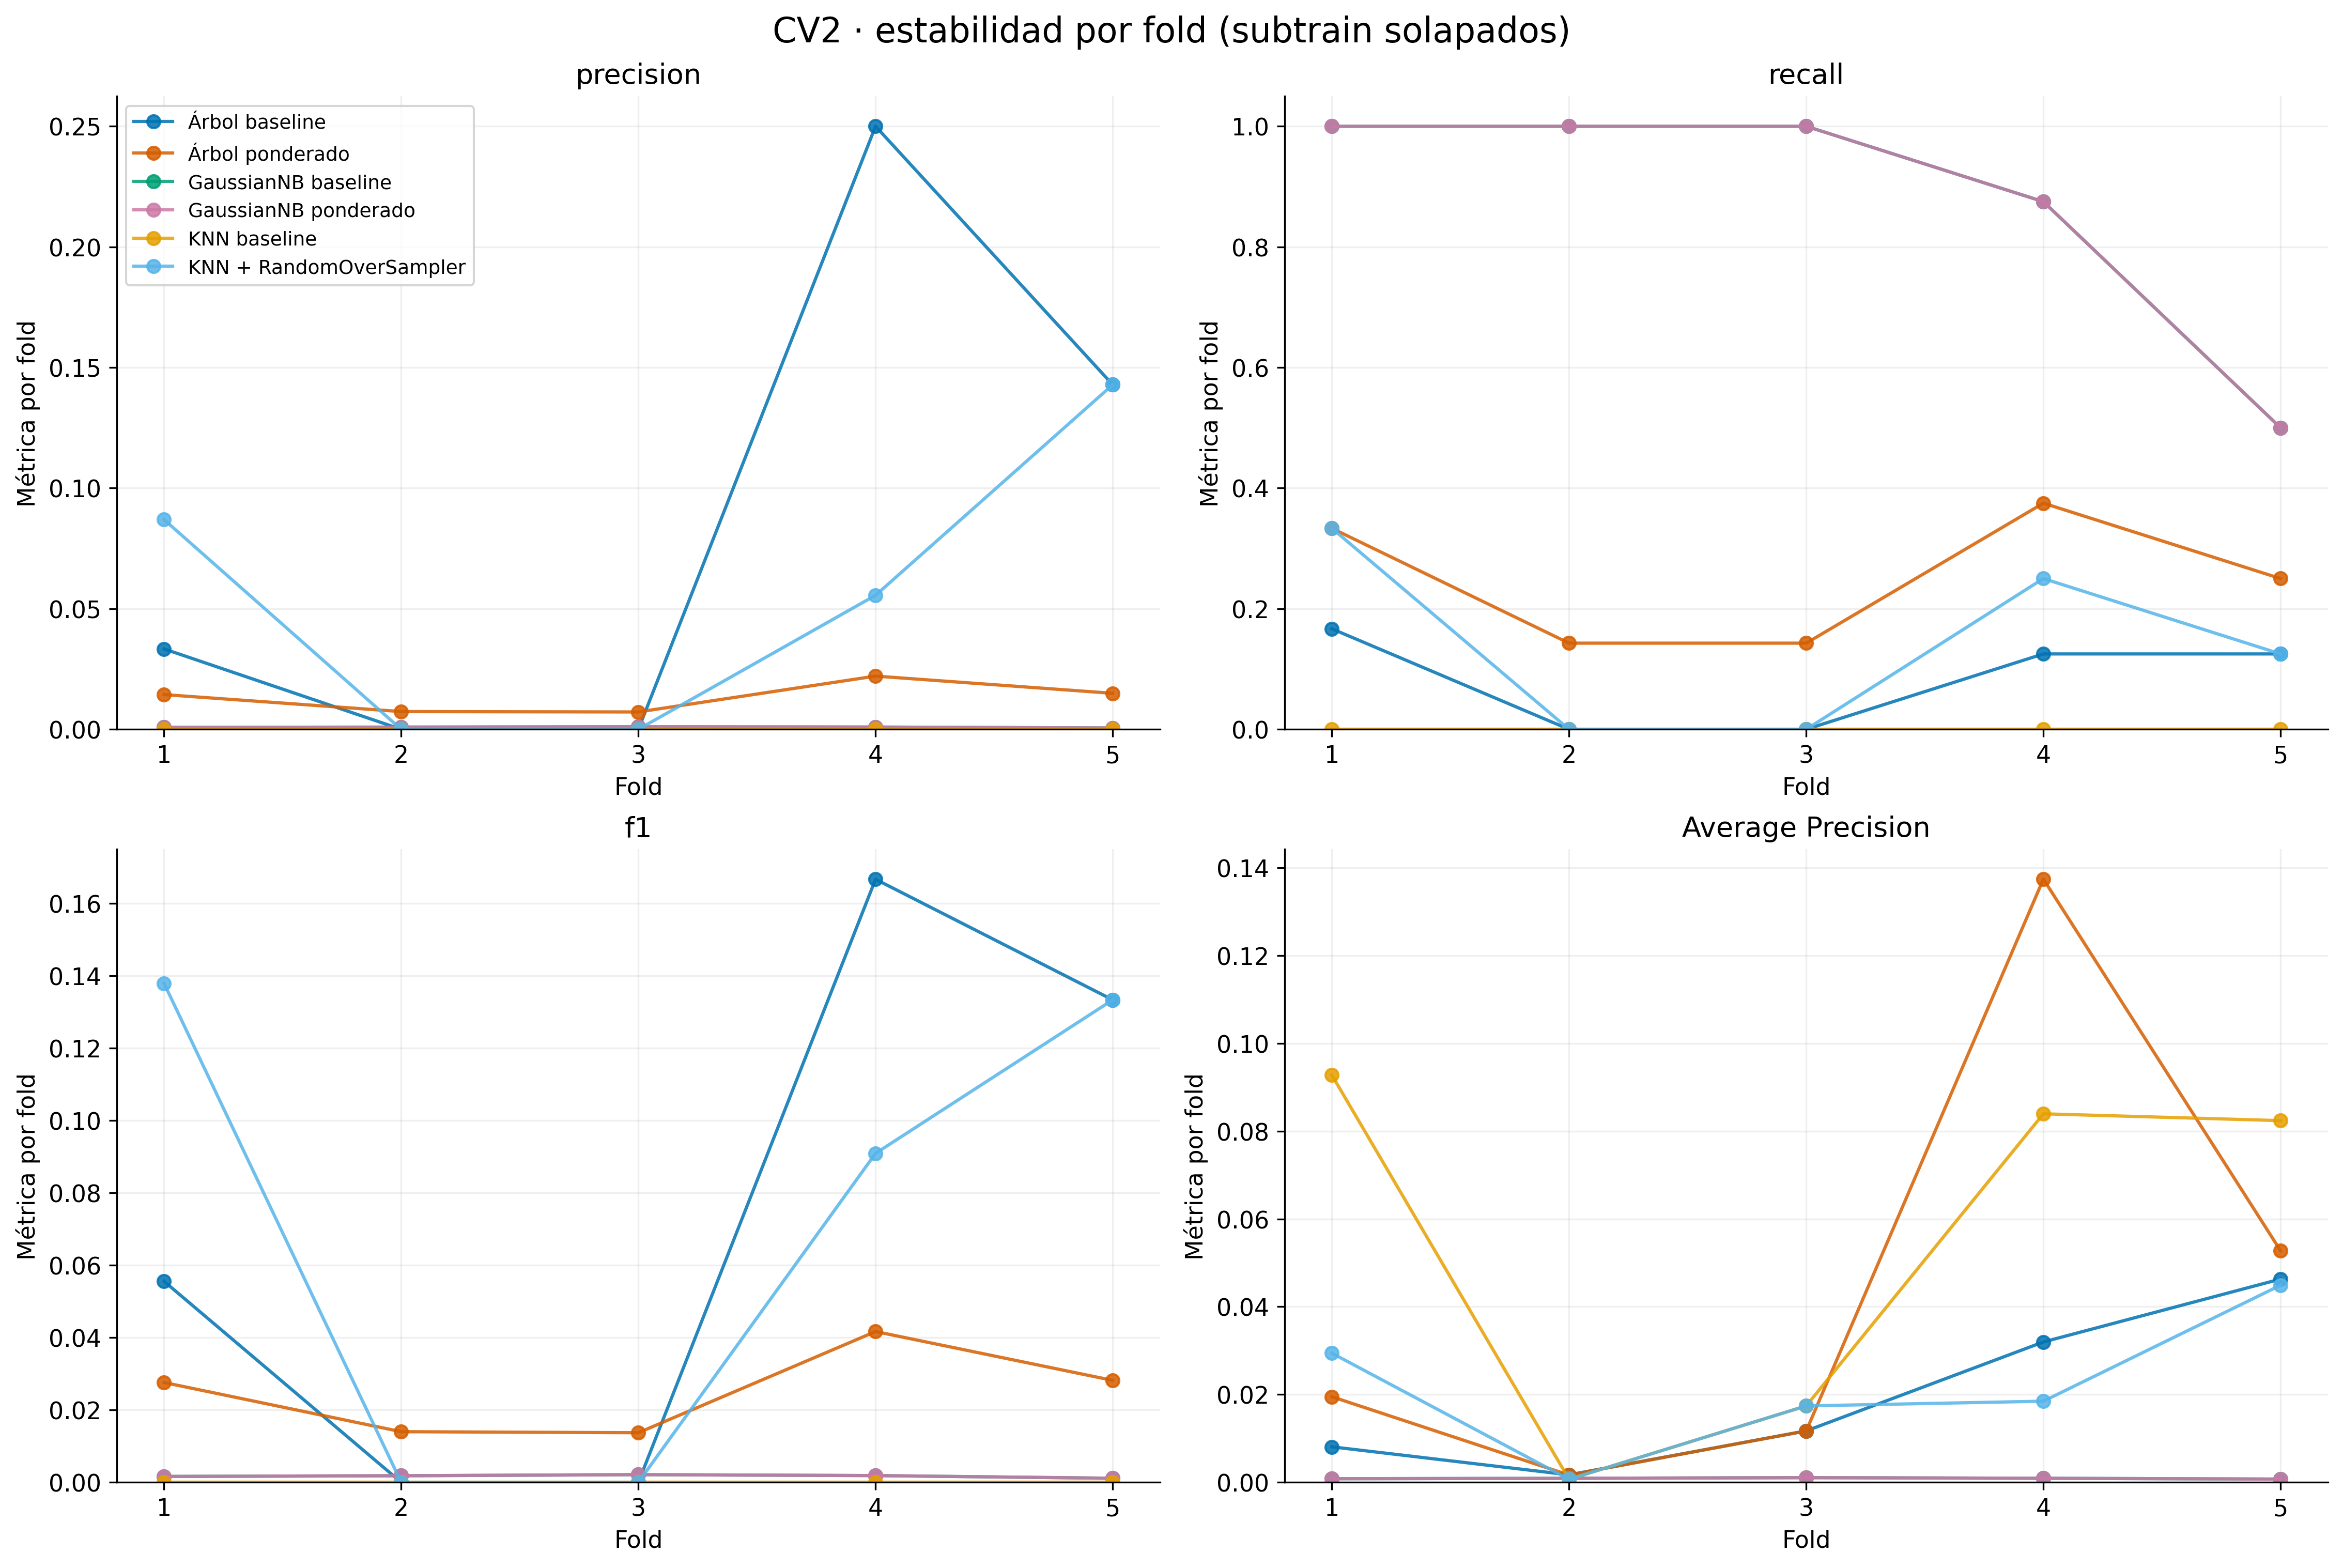 CV2 · estabilidad por fold (subtrain solapados)
precision
Métrica por fold
0.25
0.20
0.15
0.10
0.05
0.00
Árbol baseline
Árbol ponderado
GaussianNB baseline
GaussianNB ponderado
KNN baseline
KNN + RandomOverSampler
1 2 3 4 5
Fold
recall
Métrica por fold
1.0
0.8
0.6
0.4
0.2
0.0
1 2 3 4 5
Fold
f1
Métrica por fold
0.16
0.14
0.12
0.10
0.08
0.06
0.04
0.02
0.00
1 2 3 4 5
Fold
Average Precision
Métrica por fold
0.14
0.12
0.10
0.08
0.06
0.04
0.02
0.00
1 2 3 4 5
Fold